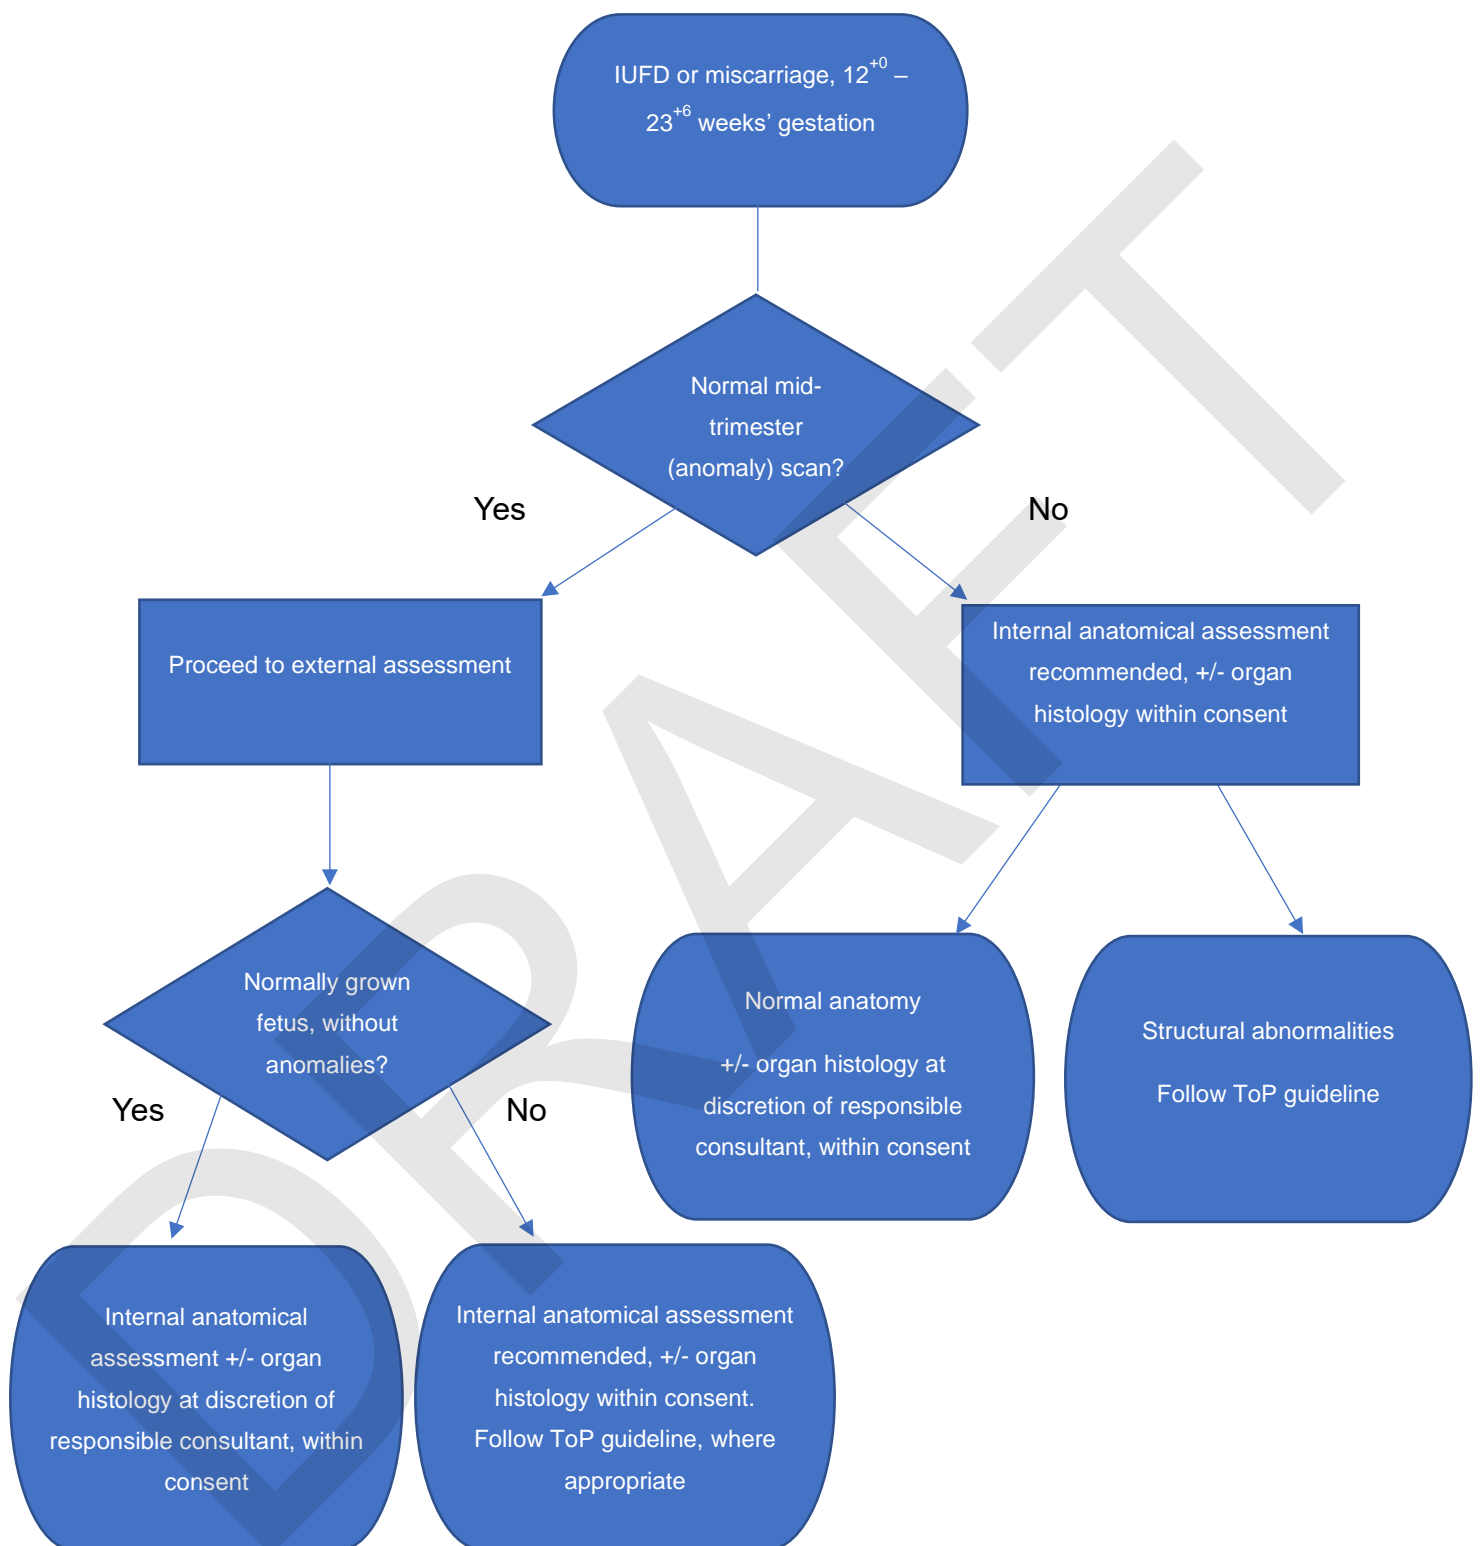 IUFD or miscarriage, 12⁺⁰ –
23⁺⁶ weeks’ gestation
Normal mid-
trimester
(anomaly) scan?
Yes
No
Proceed to external assessment
Internal anatomical assessment
recommended, +/- organ
histology within consent
Normally grown
fetus, without
anomalies?
Normal anatomy
+/- organ histology at
discretion of responsible
consultant, within consent
Structural abnormalities
Follow ToP guideline
Yes
No
Internal anatomical
assessment +/- organ
histology at discretion of
responsible consultant, within
consent
Internal anatomical assessment
recommended, +/- organ
histology within consent.
Follow ToP guideline, where
appropriate
DRAFT